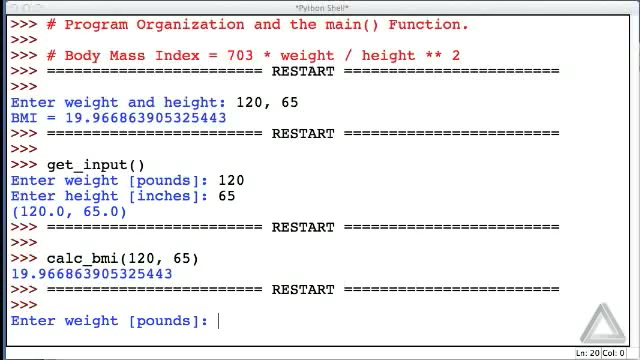 *Python Shell*
>>> # Program Organization and the main() Function.
>>>
>>> # Body Mass Index = 703 * weight / height ** 2
>>> ======================== RESTART ========================
>>>
Enter weight and height: 120, 65
BMI = 19.966863905325443
>>> ======================== RESTART ========================
>>>
>>> get_input()
Enter weight [pounds]: 120
Enter height [inches]: 65
(120.0, 65.0)
>>> ======================== RESTART ========================
>>>
>>> calc_bmi(120, 65)
19.966863905325443
>>> ======================== RESTART ========================
>>>
Enter weight [pounds]:
Ln: 20 Col: 0